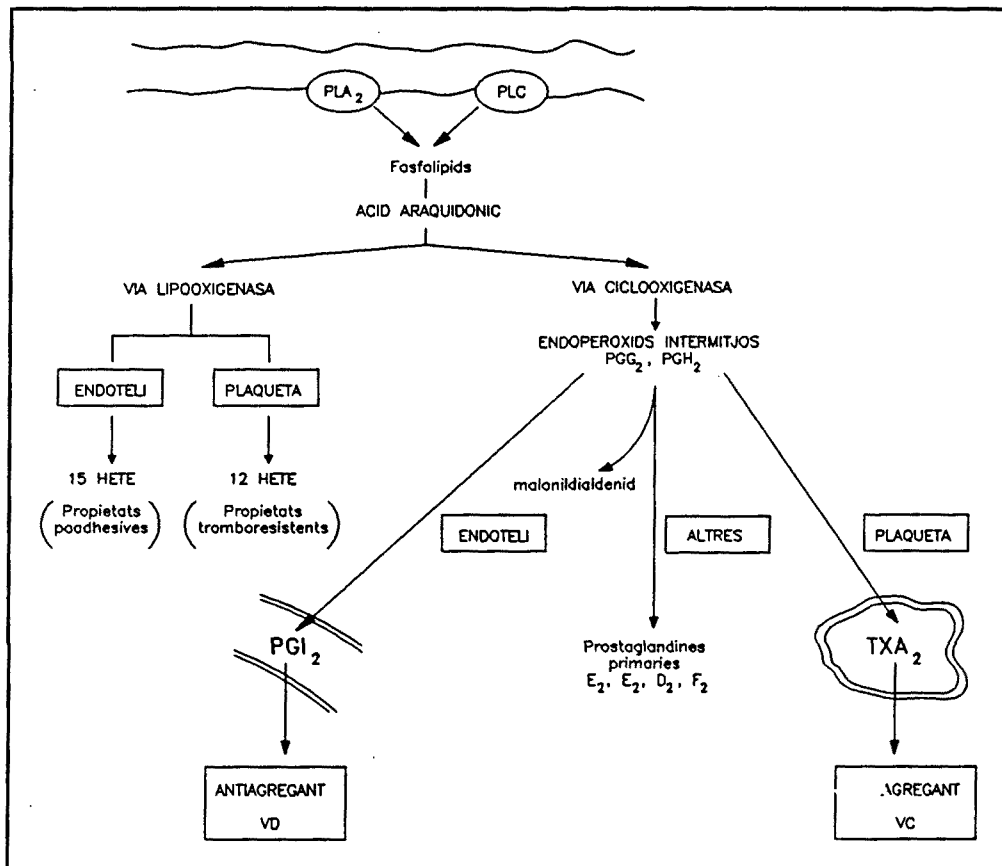 PLA2
PLC
Fosfolipids
ACID ARAQUIDONIC
VIA LIPOOXIGENASA
VIA CICLOOXIGENASA
ENDOPEROXIDS INTERMITJOS
PGG2, PGH2
ENDOTELI
PLAQUETA
15 HETE
12 HETE
(Propietats
poadhesives)
(Propietats
tromboresistents)
malonildialdenid
ENDOTELI
ALTRES
PLAQUETA
PGI2
Prostaglandines
primaries
E2, E2, D2, F2
TXA2
ANTIAGREGANT
VD
AGREGANT
VC